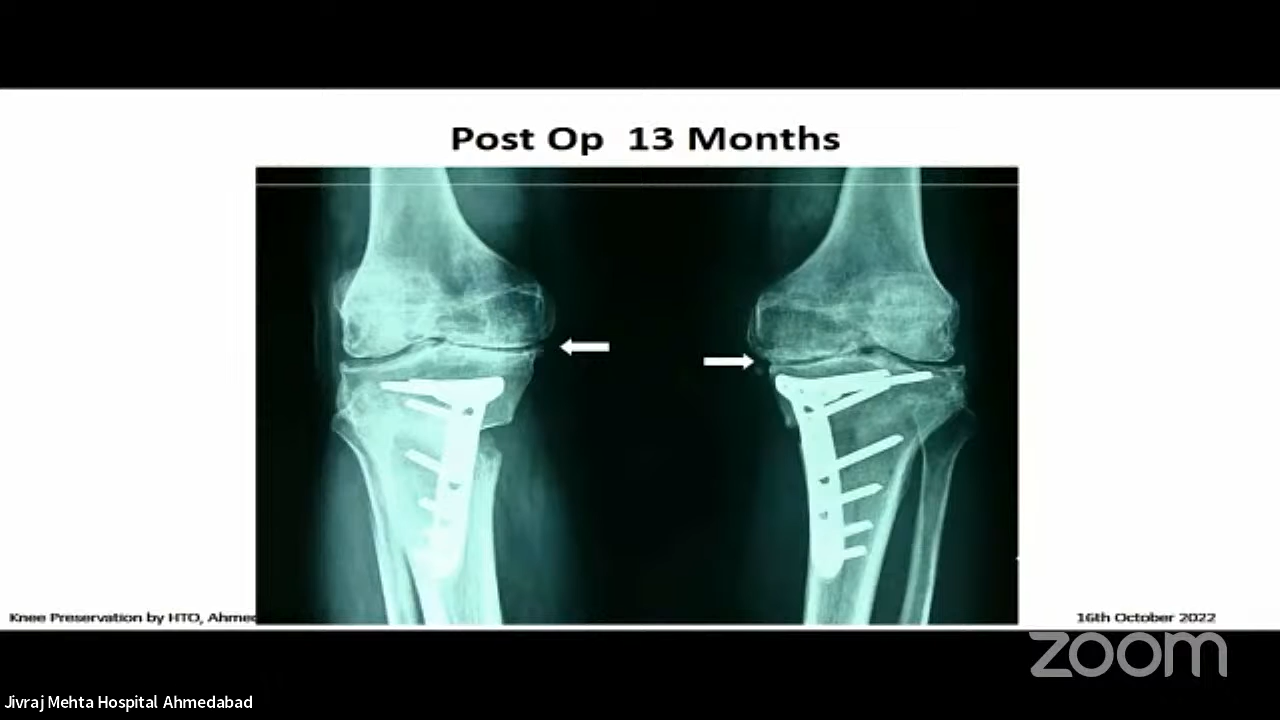 Post Op 13 Months
Knee Preservation by HTO, Ahmed
16th October 2022
zoom
Jivraj Mehta Hospital Ahmedabad